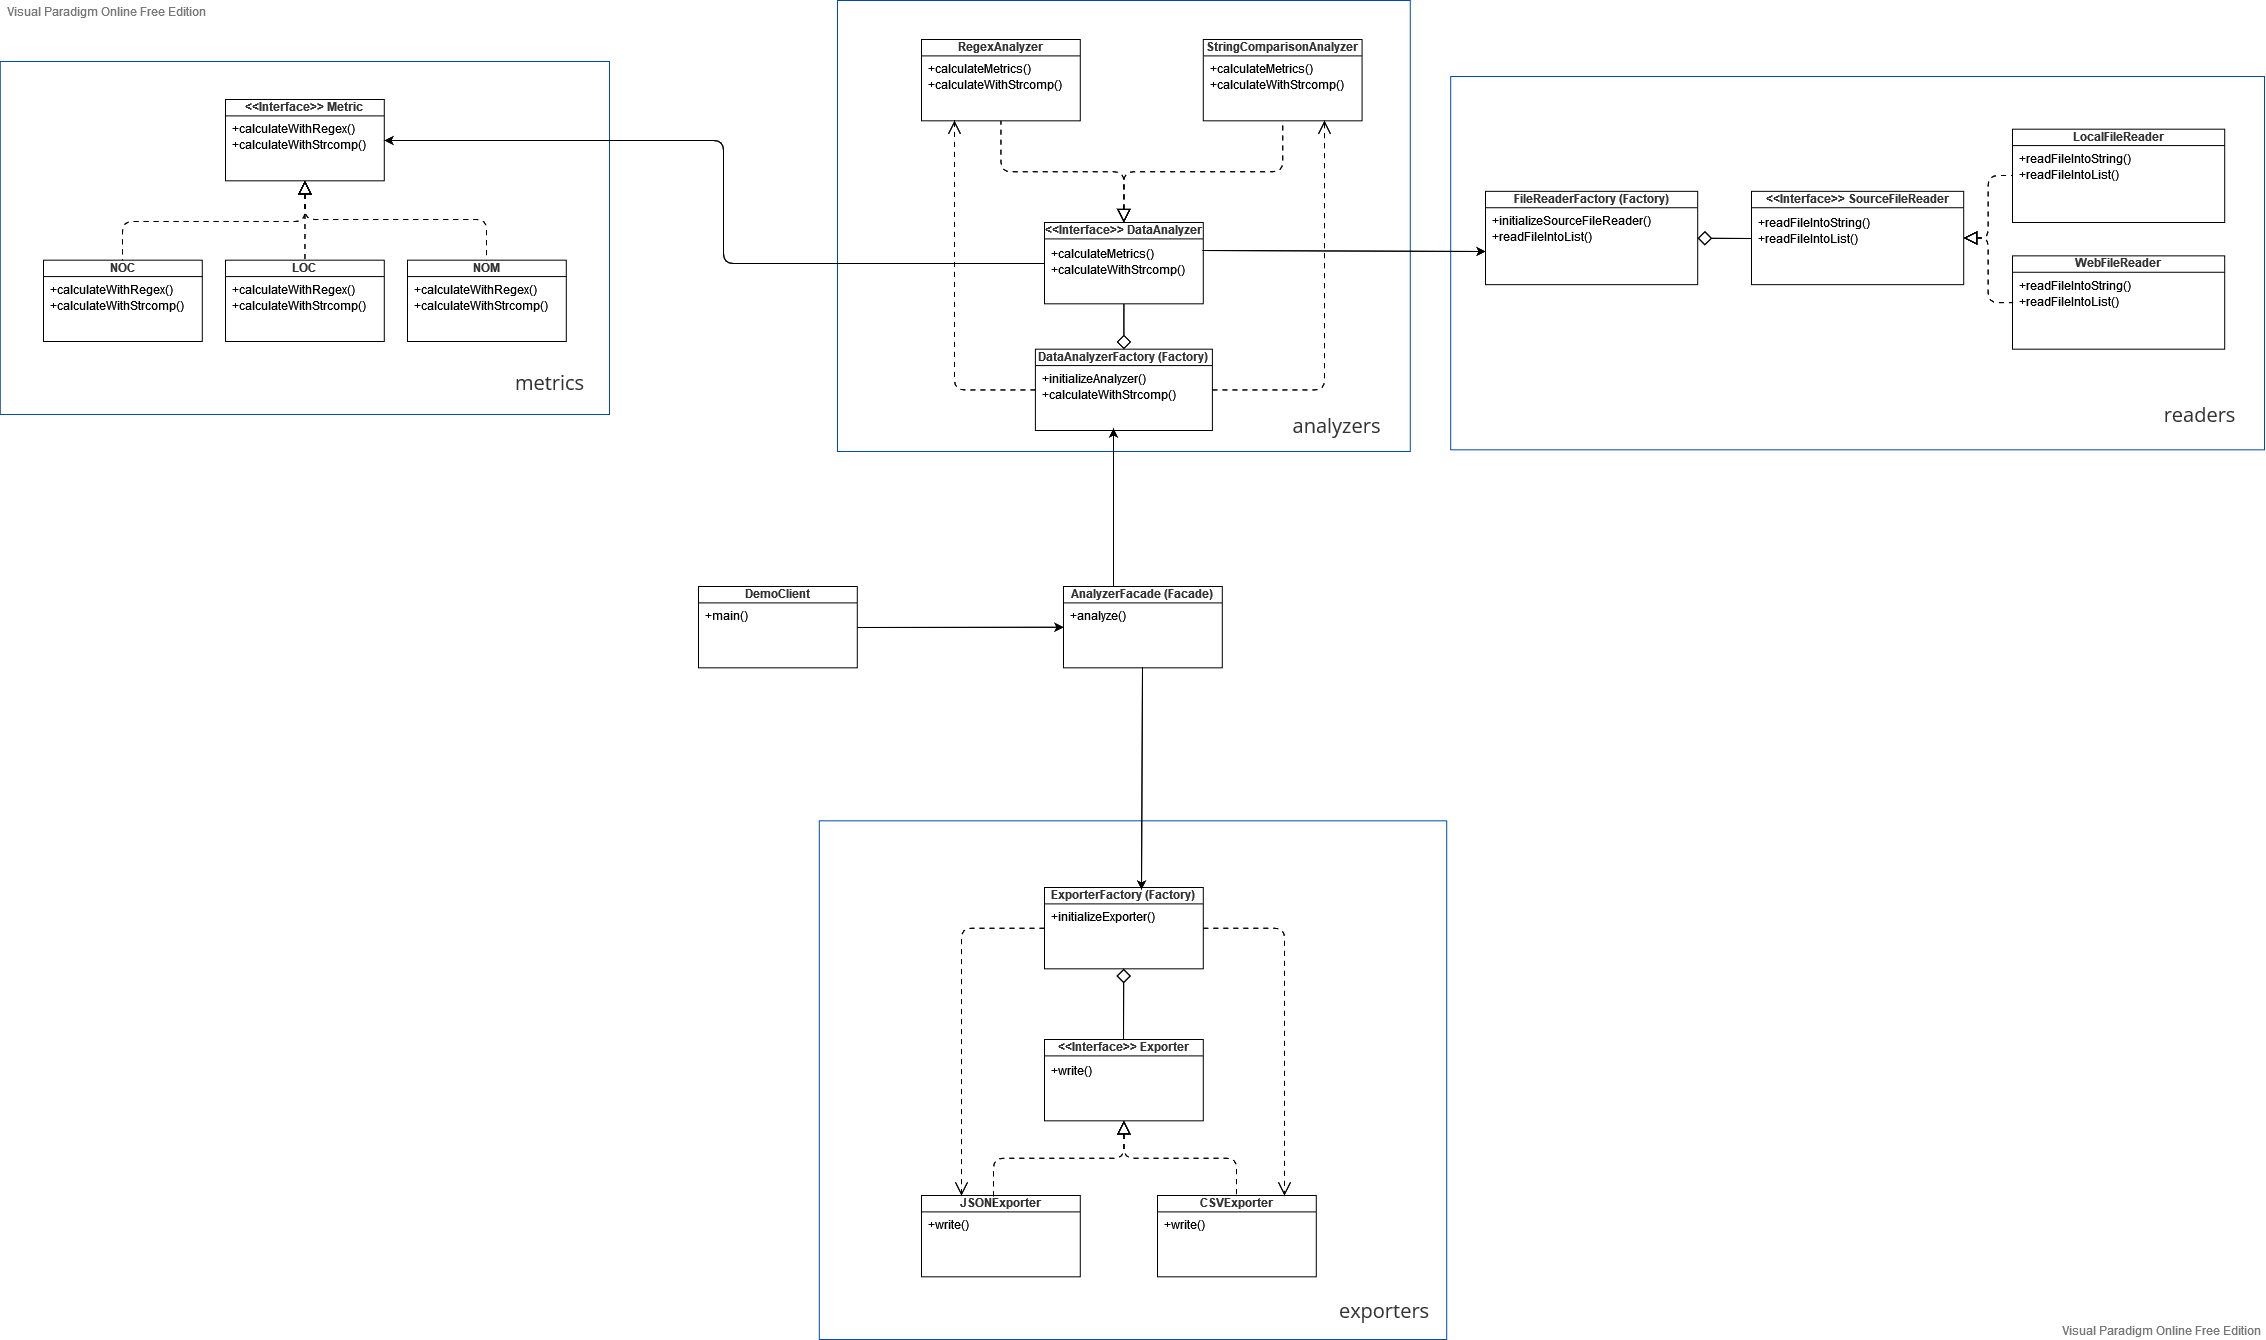 Visual Paradigm Online Free Edition
<<Interface>> Metric
+calculateWithRegex()
+calculateWithStrcomp()
NOC
+calculateWithRegex()
+calculateWithStrcomp()
LOC
+calculateWithRegex()
+calculateWithStrcomp()
NOM
+calculateWithRegex()
+calculateWithStrcomp()
metrics
RegexAnalyzer
+calculateMetrics()
+calculateWithStrcomp()
StringComparisonAnalyzer
+calculateMetrics()
+calculateWithStrcomp()
<<Interface>> DataAnalyzer
+calculateMetrics()
+calculateWithStrcomp()
DataAnalyzerFactory (Factory)
+initializeAnalyzer()
+calculateWithStrcomp()
analyzers
FileReaderFactory (Factory)
+initializeSourceFileReader()
+readFileIntoList()
<<Interface>> SourceFileReader
+readFileIntoString()
+readFileIntoList()
LocalFileReader
+readFileIntoString()
+readFileIntoList()
WebFileReader
+readFileIntoString()
+readFileIntoList()
readers
DemoClient
+main()
AnalyzerFacade (Facade)
+analyze()
ExporterFactory (Factory)
+initializeExporter()
<<Interface>> Exporter
+write()
JSONExporter
+write()
CSVExporter
+write()
exporters
Visual Paradigm Online Free Edition